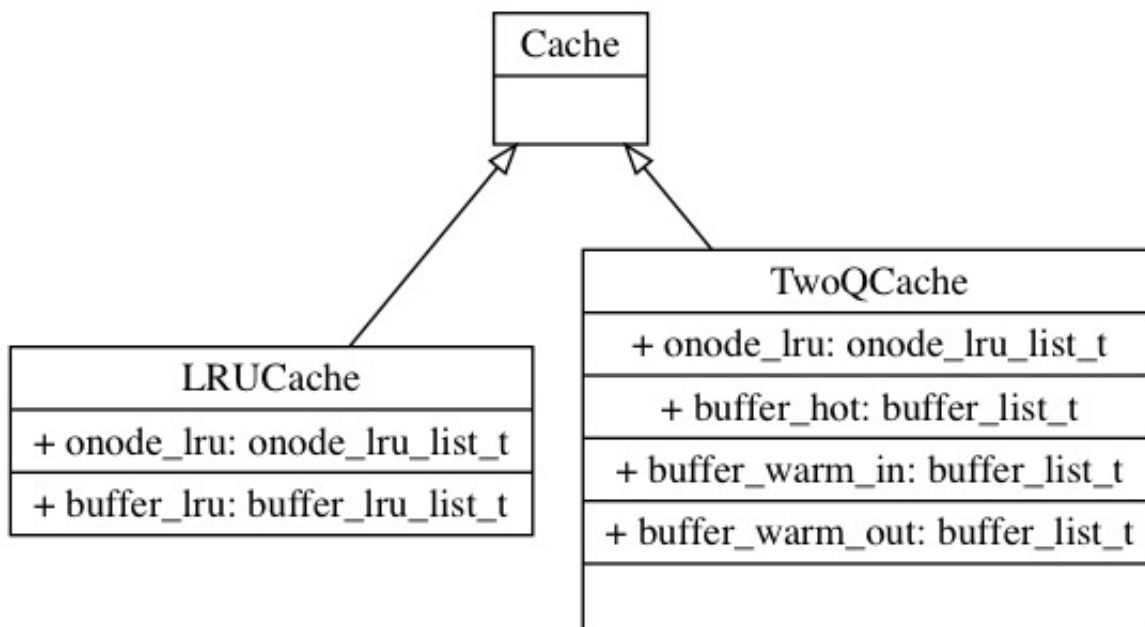 Cache
LRUCache
+ onode_lru: onode_lru_list_t
+ buffer_lru: buffer_lru_list_t
TwoQCache
+ onode_lru: onode_lru_list_t
+ buffer_hot: buffer_list_t
+ buffer_warm_in: buffer_list_t
+ buffer_warm_out: buffer_list_t